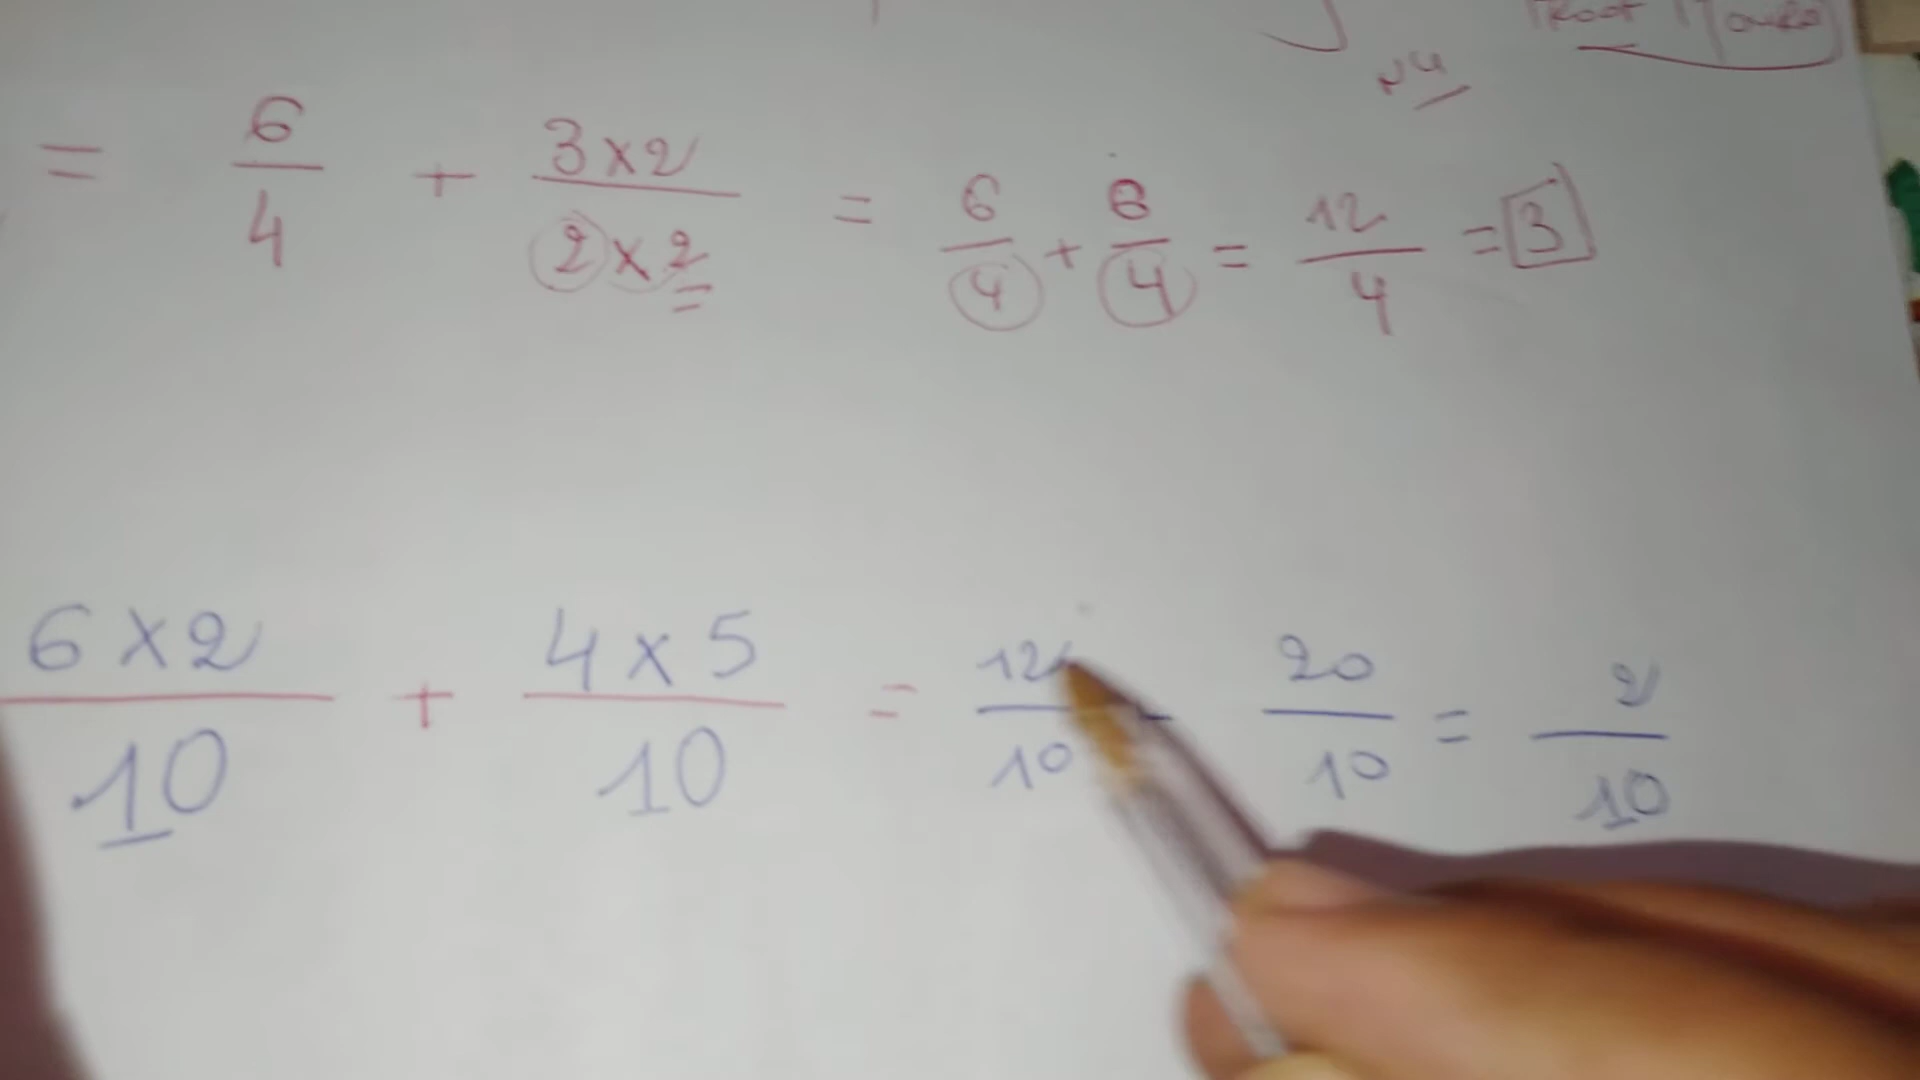 = 6/4 + 3x2/2x2 = 6/4 + 6/4 = 12/4 = 3
6x2/10 + 4x5/10 = 12/10 20/10 = 2/10